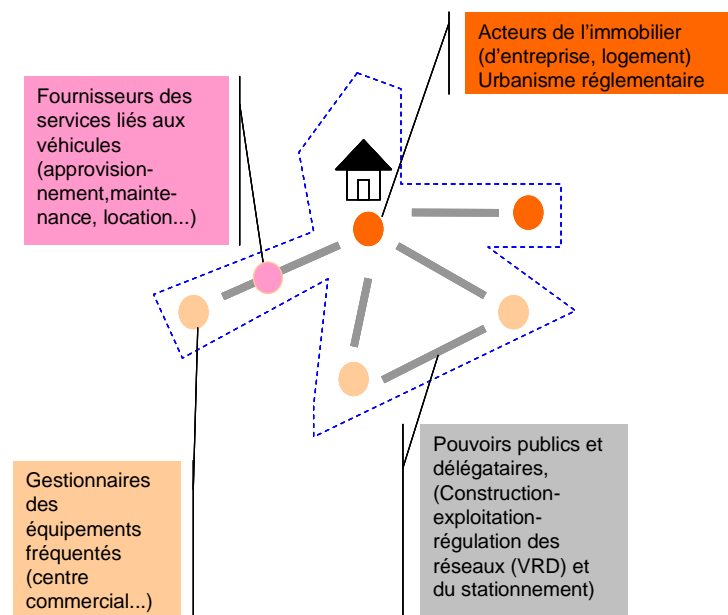 Acteurs de l'immobilier
(d'entreprise, logement)
Urbanisme réglementaire
Fournisseurs des
services liés aux
véhicules
(approvision-
nement,mainte-
nance, location...)
Gestionnaires
des
équipements
fréquentés
(centre
commercial...)
Pouvoirs publics et
délégataires,
(Construction-
exploitation-
régulation des
réseaux (VRD) et
du stationnement)